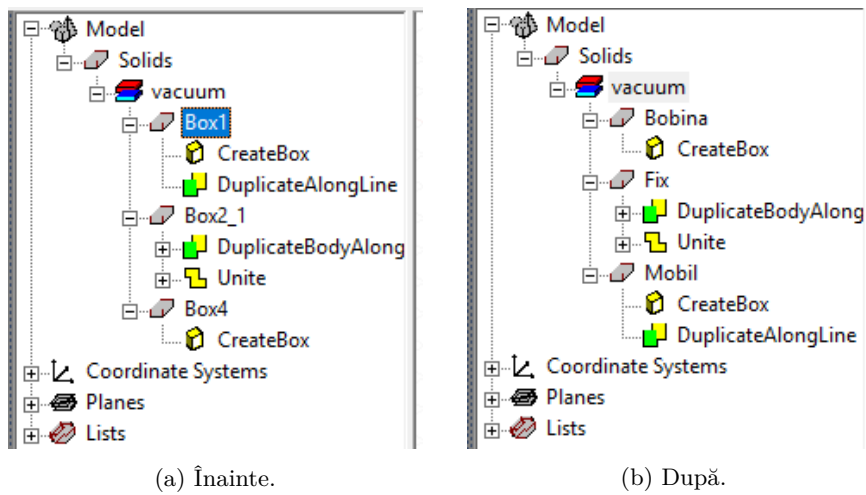 Model
Solids
vacuum
Box1
CreateBox
DuplicateAlongLine
Box2_1
DuplicateBodyAlong
Unite
Box4
CreateBox
Coordinate Systems
Planes
Lists
(a) Înainte.
Model
Solids
vacuum
Bobina
CreateBox
Fix
DuplicateBodyAlong
Unite
Mobil
CreateBox
DuplicateAlongLine
Coordinate Systems
Planes
Lists
(b) După.